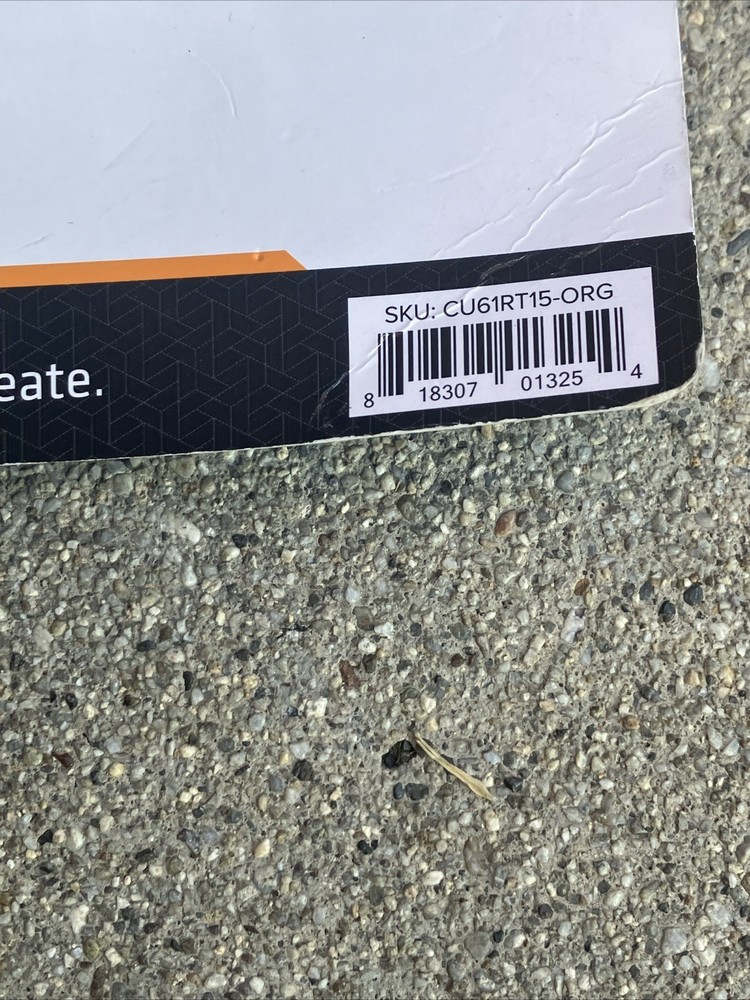 SKU: CU61RT15-ORG
eate.
8 18307 01325 4